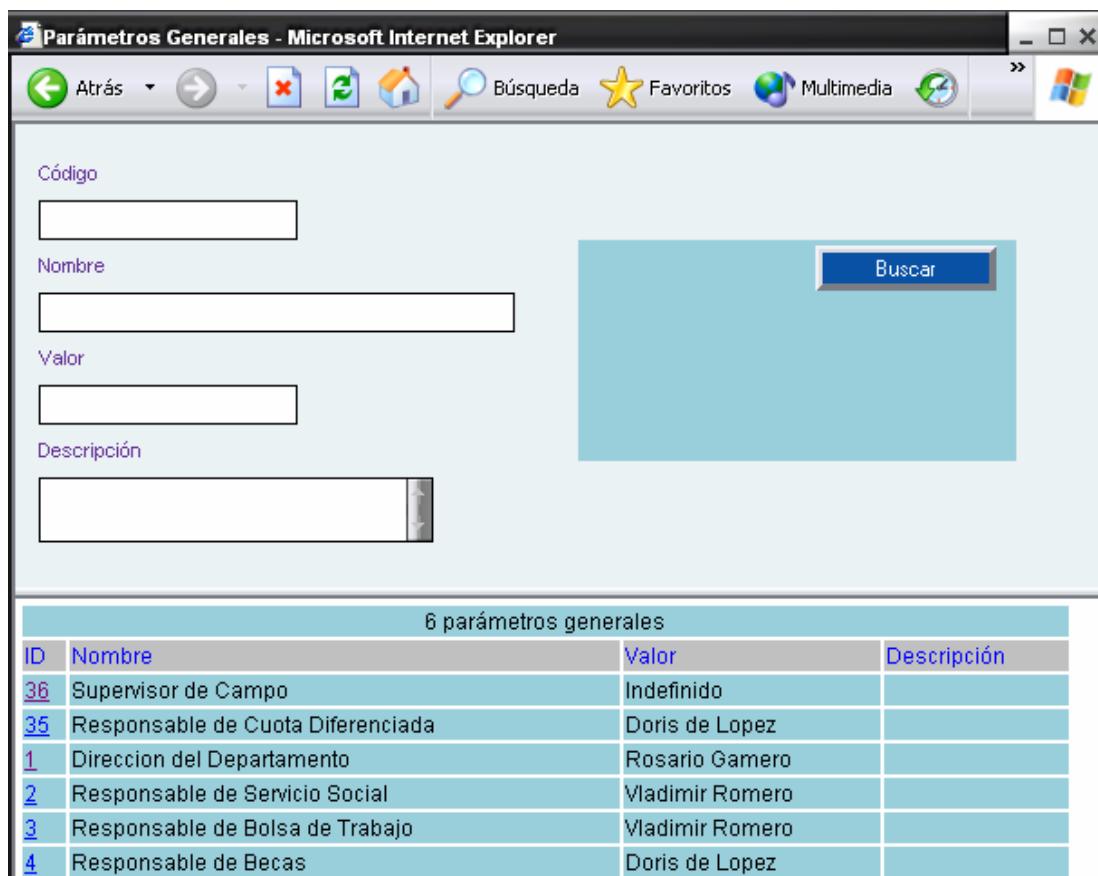 Parámetros Generales - Microsoft Internet Explorer
Atrás Búsqueda Favoritos Multimedia »
Código
Nombre
Buscar
Valor
Descripción
6 parámetros generales
ID Nombre Valor Descripción
36 Supervisor de Campo Indefinido
35 Responsable de Cuota Diferenciada Doris de Lopez
1 Direccion del Departamento Rosario Gamero
2 Responsable de Servicio Social Vladimir Romero
3 Responsable de Bolsa de Trabajo Vladimir Romero
4 Responsable de Becas Doris de Lopez